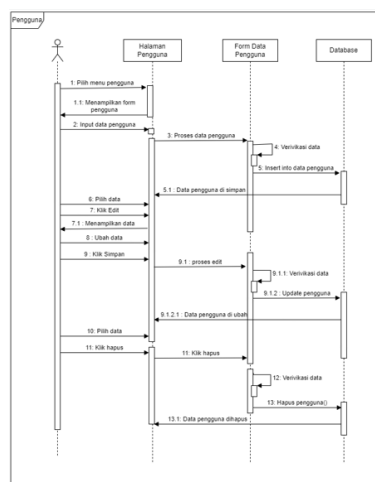 Pengguna
Halaman
Pengguna
Form Data
Pengguna
Database
1: Pilih menu pengguna
1.1: Menampilkan form
pengguna
2: Input data pengguna
3: Proses data pengguna
4: Verivikasi data
5: Insert into data pengguna
5.1 : Data pengguna di simpan
6: Pilih data
7: Klik Edit
7.1 : Menampilkan data
8 : Ubah data
9 : Klik Simpan
9.1 : proses edit
9.1.1: Verivikasi data
9.1.2 : Update pengguna
9.1.2.1 : Data pengguna di ubah
10: Pilih data
11: Klik hapus
11: Klik hapus
12: Verivikasi data
13: Hapus pengguna()
13.1: Data pengguna dihapus